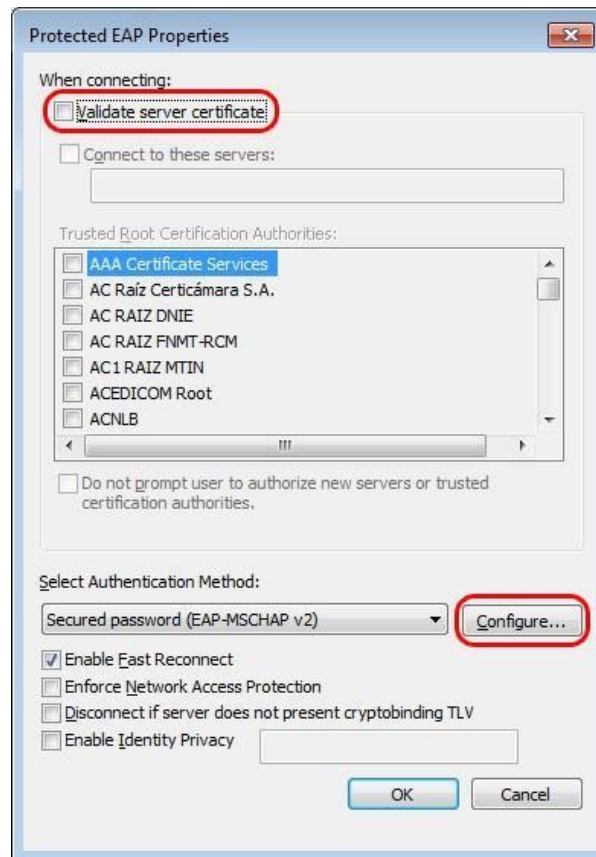 Protected EAP Properties
When connecting:
Validate server certificate
Connect to these servers:
Trusted Root Certification Authorities:
AAA Certificate Services
AC Raíz Certicámara S.A.
AC RAIZ DNIE
AC RAIZ FNMT-RCM
AC1 RAIZ MTIN
ACEDICOM Root
ACNLB
Do not prompt user to authorize new servers or trusted
certification authorities.
Select Authentication Method:
Secured password (EAP-MSCHAP v2)
Configure...
Enable Fast Reconnect
Enforce Network Access Protection
Disconnect if server does not present cryptobinding TLV
Enable Identity Privacy
OK
Cancel